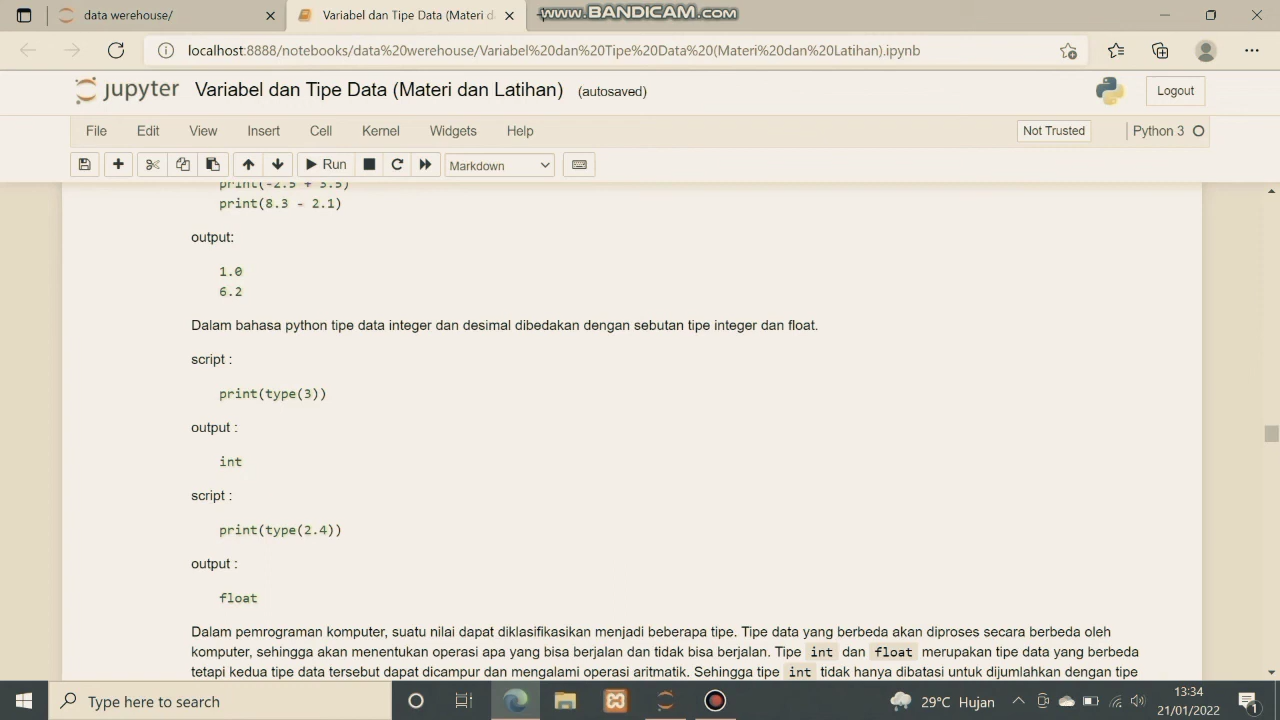 data werehouse/
Variabel dan Tipe Data (Materi d
www.BANDICAM.com
localhost:8888/notebooks/data%20werehouse/Variabel%20dan%20Tipe%20Data%20(Materi%20dan%20Latihan).ipynb
jupyter Variabel dan Tipe Data (Materi dan Latihan) (autosaved)
Logout
File Edit View Insert Cell Kernel Widgets Help
Not Trusted
Python 3
Run
Markdown
print(-2.5 + 3.5)
print(8.3 - 2.1)
output:
1.0
6.2
Dalam bahasa python tipe data integer dan desimal dibedakan dengan sebutan tipe integer dan float.
script :
print(type(3))
output :
int
script :
print(type(2.4))
output :
float
Dalam pemrograman komputer, suatu nilai dapat diklasifikasikan menjadi beberapa tipe. Tipe data yang berbeda akan diproses secara berbeda oleh
komputer, sehingga akan menentukan operasi apa yang bisa berjalan dan tidak bisa berjalan. Tipe int dan float merupakan tipe data yang berbeda
tetapi kedua tipe data tersebut dapat dicampur dan mengalami operasi aritmatik. Sehingga tipe int tidak hanya dibatasi untuk dijumlahkan dengan tipe
Type here to search
29°C Hujan
13:34
21/01/2022
1